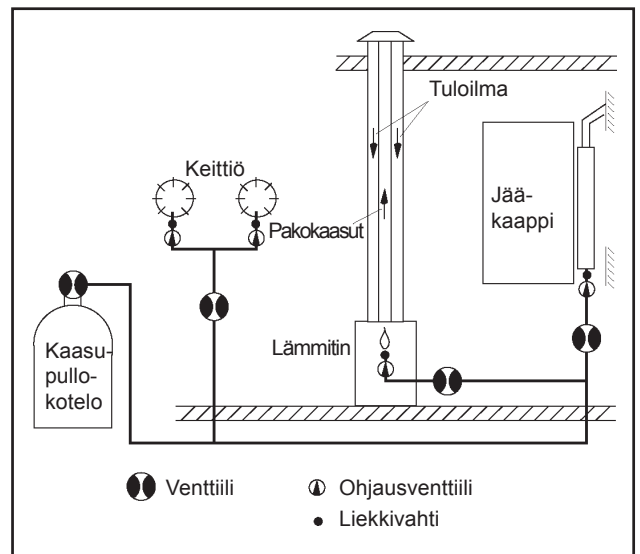 Tuloilma
Keittiö
Pakokaasut
Jää-
kaappi
Kaasu-
pullo-
kotelo
Lämmitin
Venttiili
Ohjausventtiili
Liekkivahti